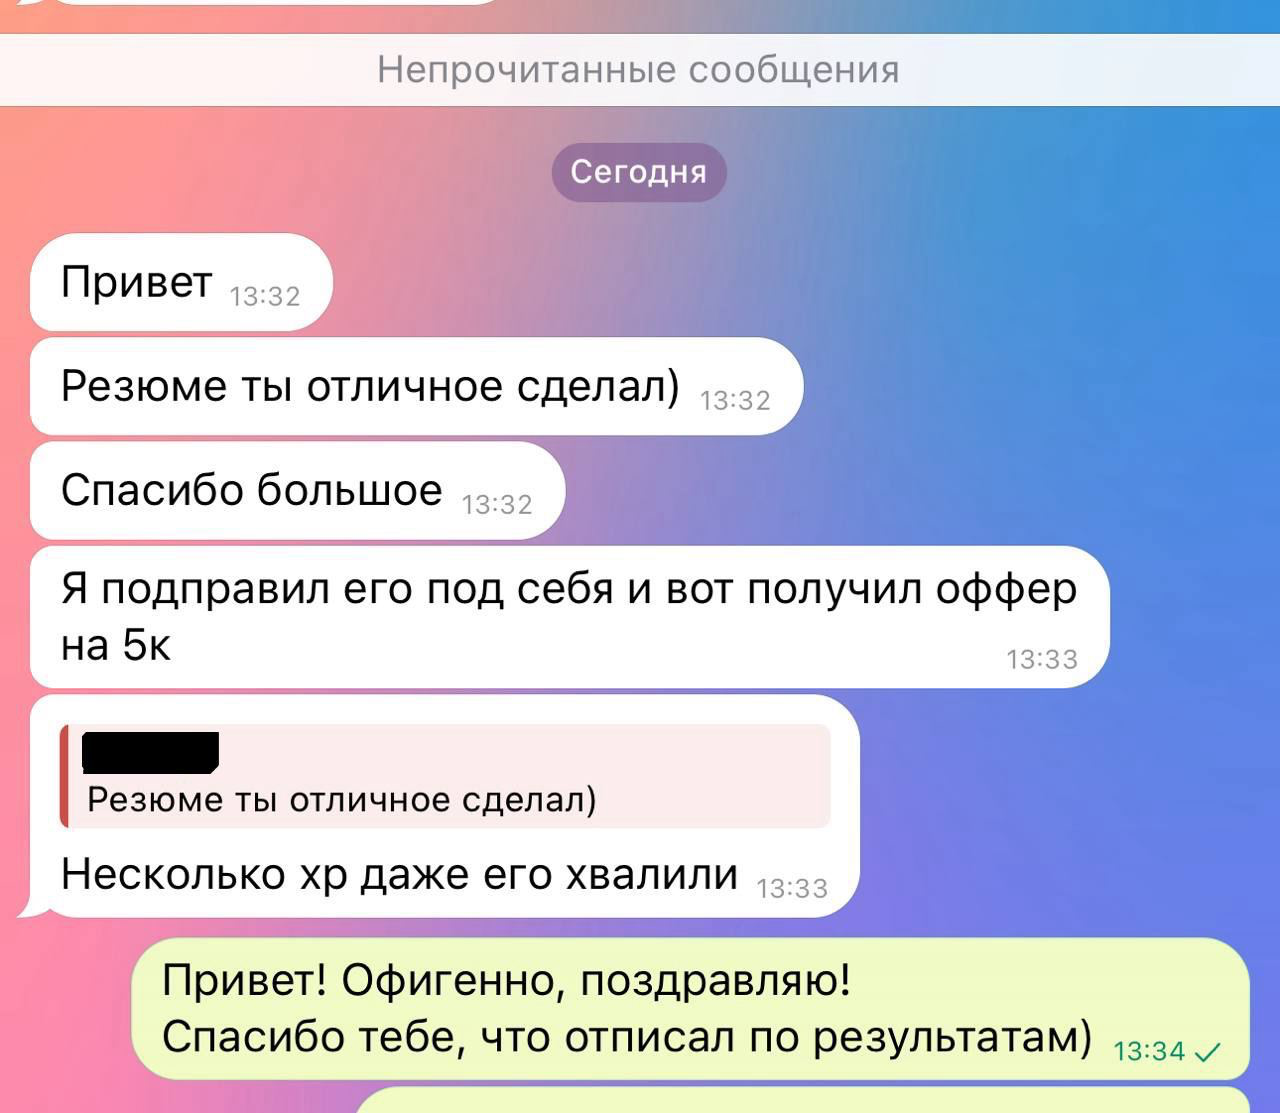 Непрочитанные сообщения
Сегодня
Привет 13:32
Резюме ты отличное сделал) 13:32
Спасибо большое 13:32
Я подправил его под себя и вот получил оффер
на 5к 13:33
Резюме ты отличное сделал)
Несколько хр даже его хвалили 13:33
Привет! Офигенно, поздравляю!
Спасибо тебе, что отписал по результатам) 13:34